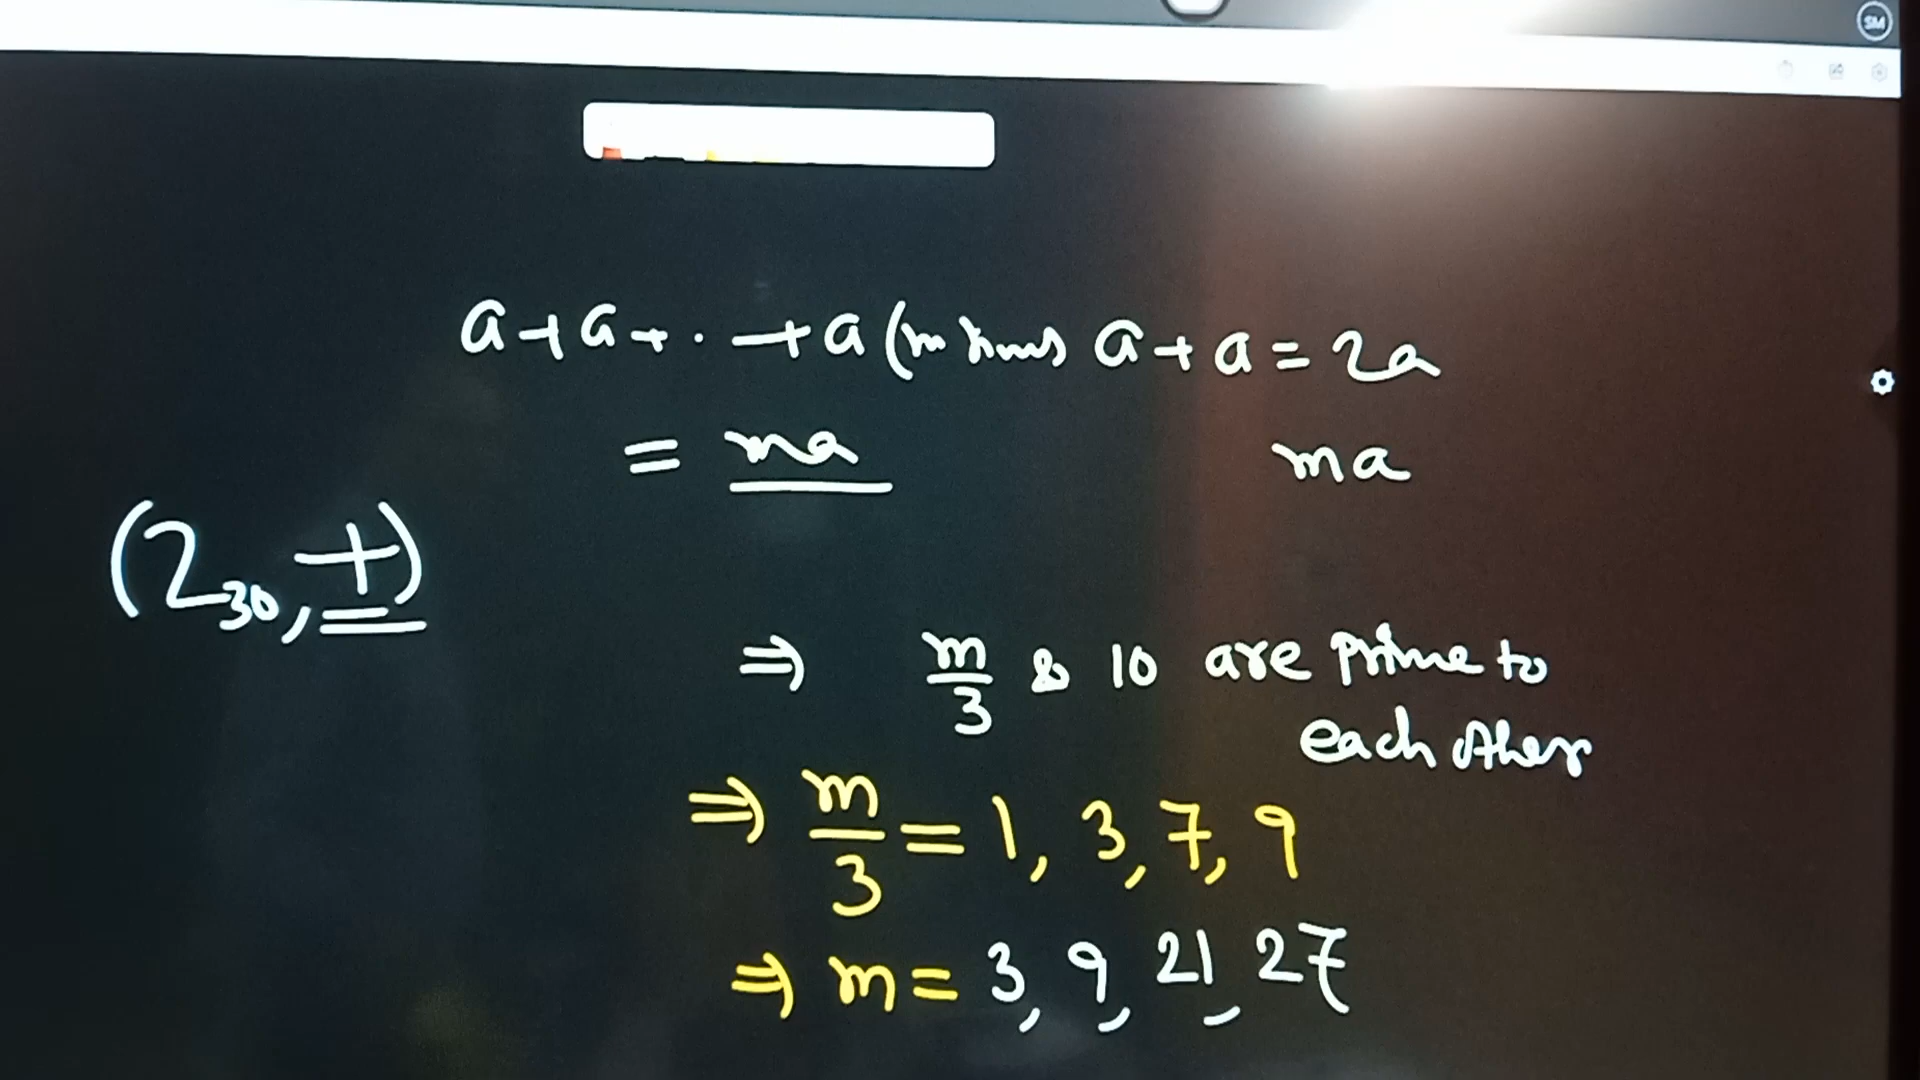 SM
a+a+..+a (m times a+a=2a
= ma ma
(Z30, +)
⇒ m/3 & 10 are prime to
each other
⇒ m/3 = 1, 3, 7, 9
⇒ m = 3, 9, 21, 27